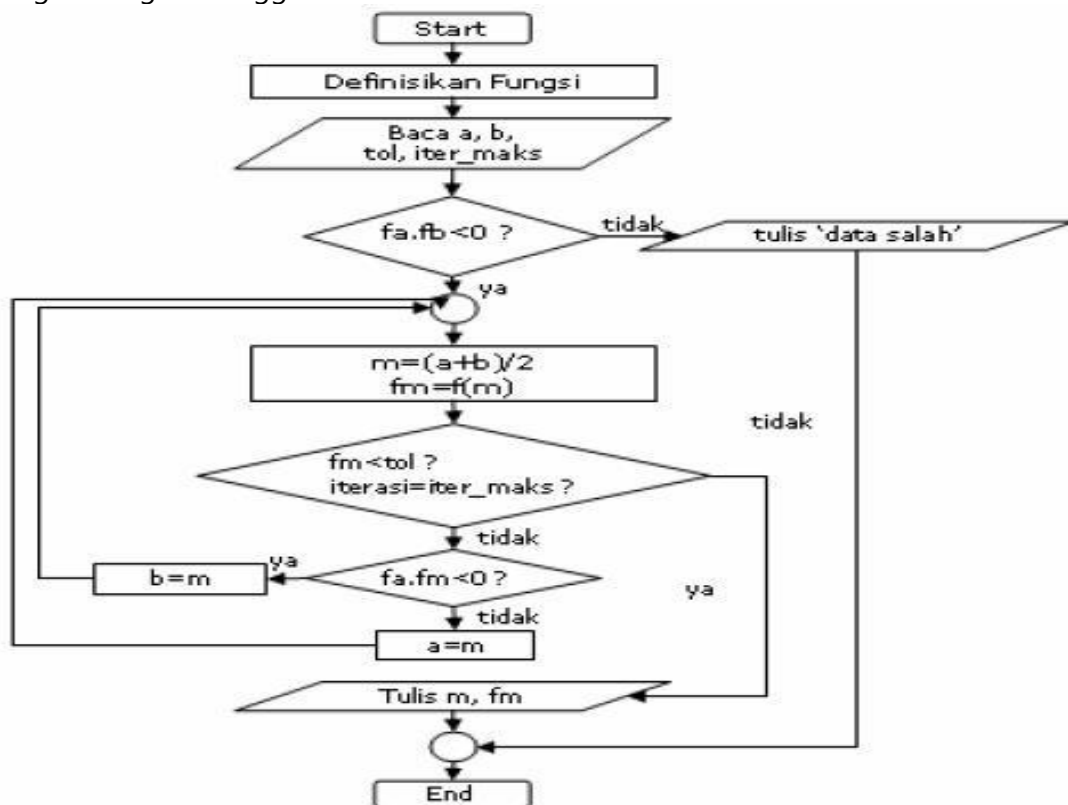 Start
Definisikan Fungsi
Baca a, b,
tol, iter_maks
fa.fb<0 ?
tidak
tulis 'data salah'
ya
m=(a+b)/2
fm=f(m)
tidak
fm<tol ?
iterasi=iter_maks ?
tidak
ya
b=m
fa.fm<0 ?
ya
tidak
a=m
Tulis m, fm
End